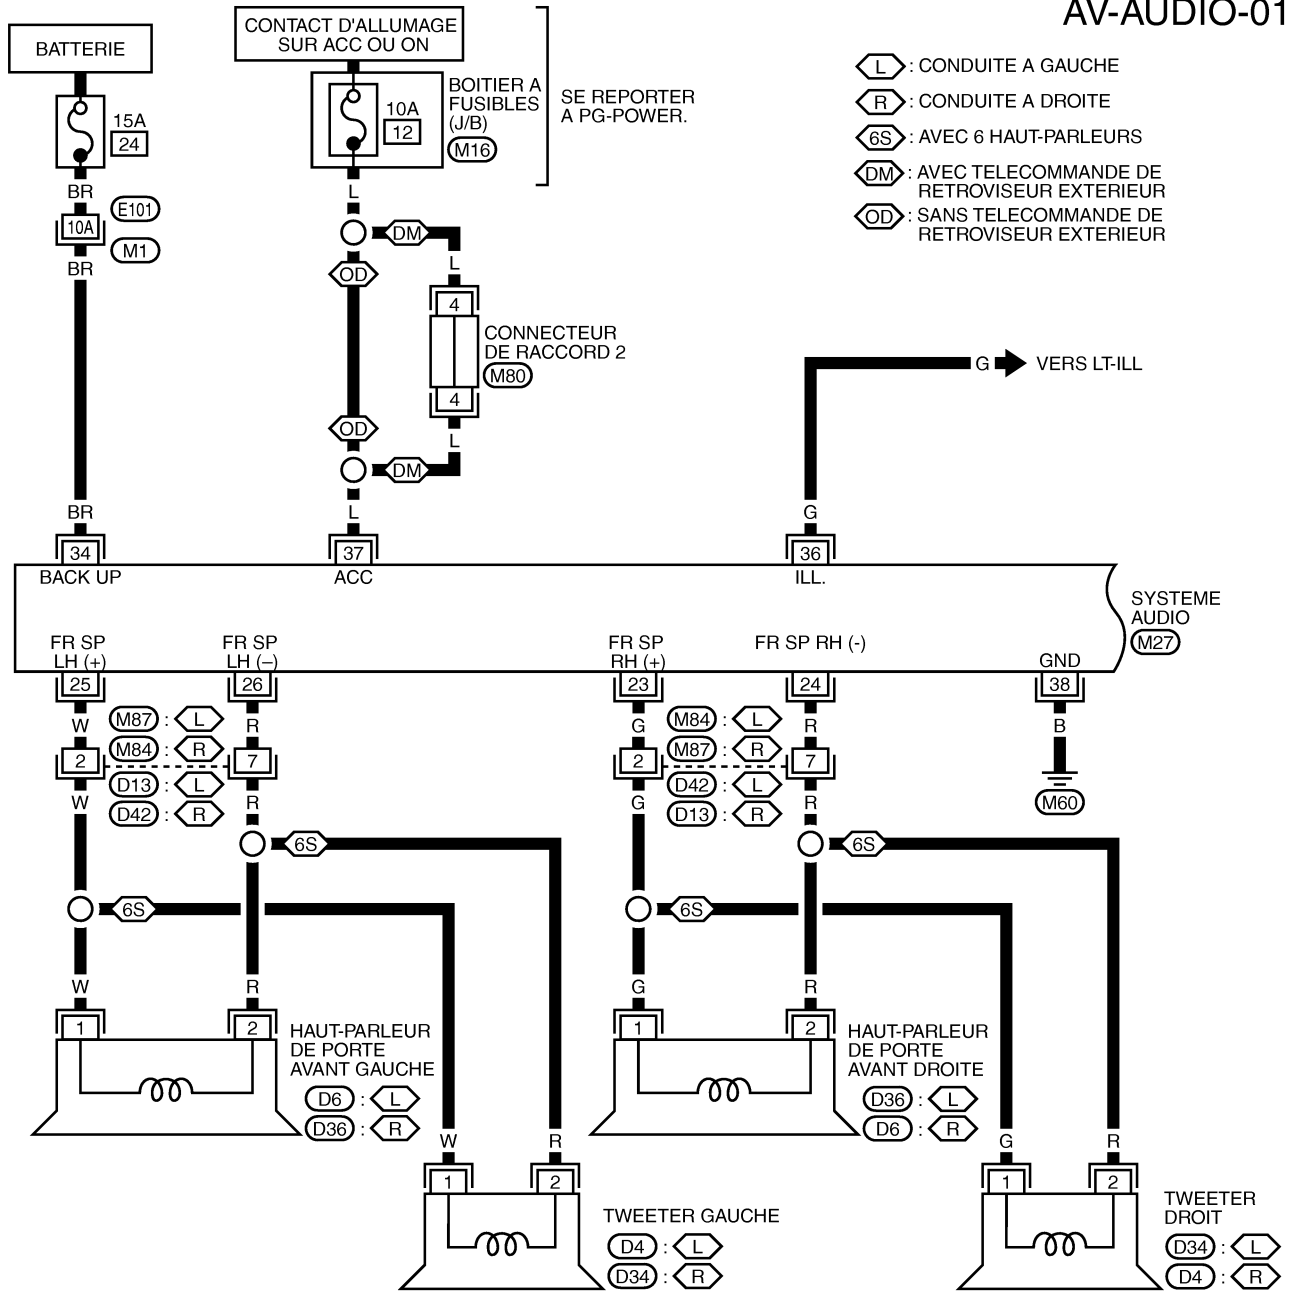 AV-AUDIO-01
BATTERIE
CONTACT D'ALLUMAGE
SUR ACC OU ON
15A
24
10A
12
BOITIER A
FUSIBLES
(J/B)
M16
SE REPORTER
A PG-POWER.
L : CONDUITE A GAUCHE
R : CONDUITE A DROITE
6S : AVEC 6 HAUT-PARLEURS
DM : AVEC TELECOMMANDE DE
RETROVISEUR EXTERIEUR
OD : SANS TELECOMMANDE DE
RETROVISEUR EXTERIEUR
BR
L
E101
10A
M1
DM
BR
L
OD
4
CONNECTEUR
DE RACCORD 2
M80
4
G
VERS LT-ILL
OD
L
DM
BR
L
G
34
37
36
BACK UP
ACC
ILL.
SYSTEME
AUDIO
M27
FR SP
LH (+)
FR SP
LH (–)
FR SP
RH (+)
FR SP RH (-)
GND
25
26
23
24
38
W
M87 : L
R
G
M84 : L
R
B
M84 : R
M87 : R
2
7
2
7
D13 : L
D42 : L
W
R
G
R
M60
D42 : R
D13 : R
6S
6S
6S
6S
W
R
G
R
1
2
1
2
HAUT-PARLEUR
DE PORTE
AVANT GAUCHE
D6 : L
D36 : R
HAUT-PARLEUR
DE PORTE
AVANT DROITE
D36 : L
D6 : R
W
R
G
R
1
2
1
2
TWEETER GAUCHE
D4 : L
D34 : R
TWEETER
DROIT
D34 : L
D4 : R